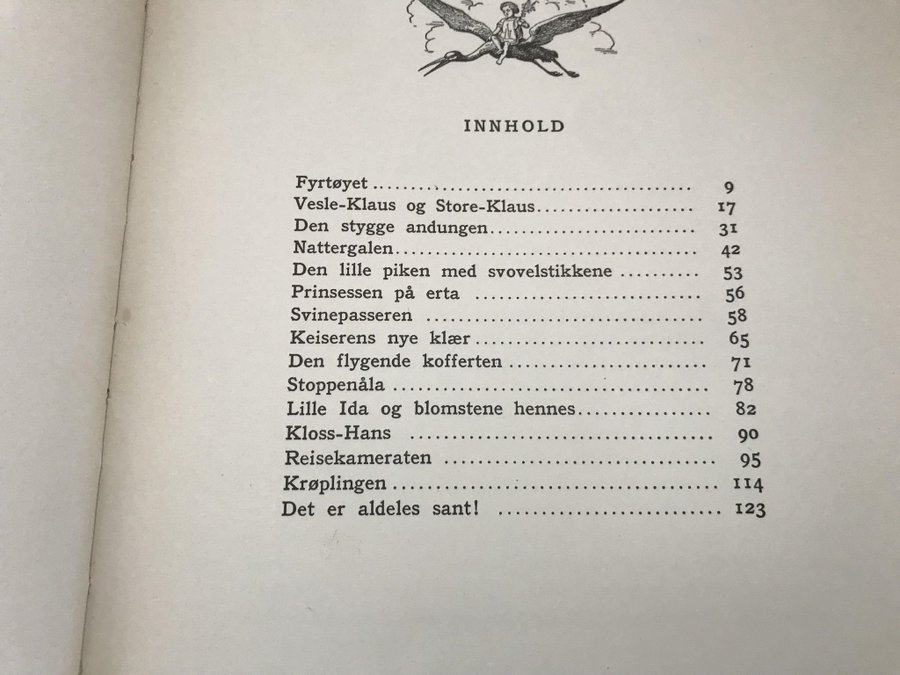 INNHOLD
Fyrtøyet ........................................ 9
Vesle-Klaus og Store-Klaus.................... 17
Den stygge andungen.......................... 31
Nattergalen...................................... 42
Den lille piken med svovelstikkene .......... 53
Prinsessen på erta ............................. 56
Svinepasseren ................................... 58
Keiserens nye klær............................. 65
Den flygende kofferten ......................... 71
Stoppenåla ....................................... 78
Lille Ida og blomstene hennes................. 82
Kloss-Hans ...................................... 90
Reisekameraten .................................. 95
Krøplingen ........................................ 114
Det er aldeles sant! ............................ 123